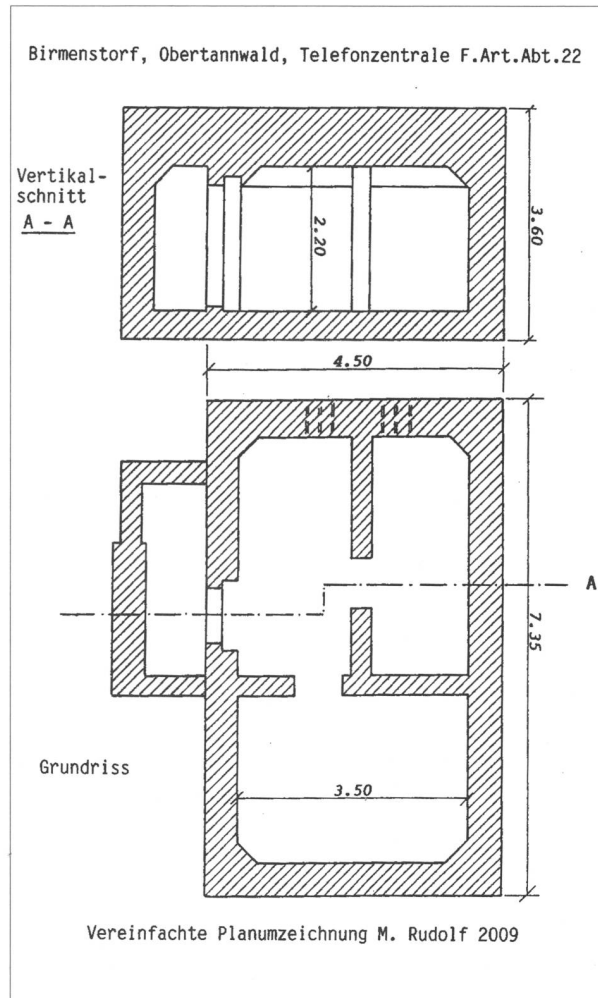 Birmenstorf, Obertannwald, Telefonzentrale F.Art.Abt.22
Vertikal-
schnitt
A - A
2.20
3.60
4.50
A
7.35
Grundriss
3.50
Vereinfachte Planumzeichnung M. Rudolf 2009